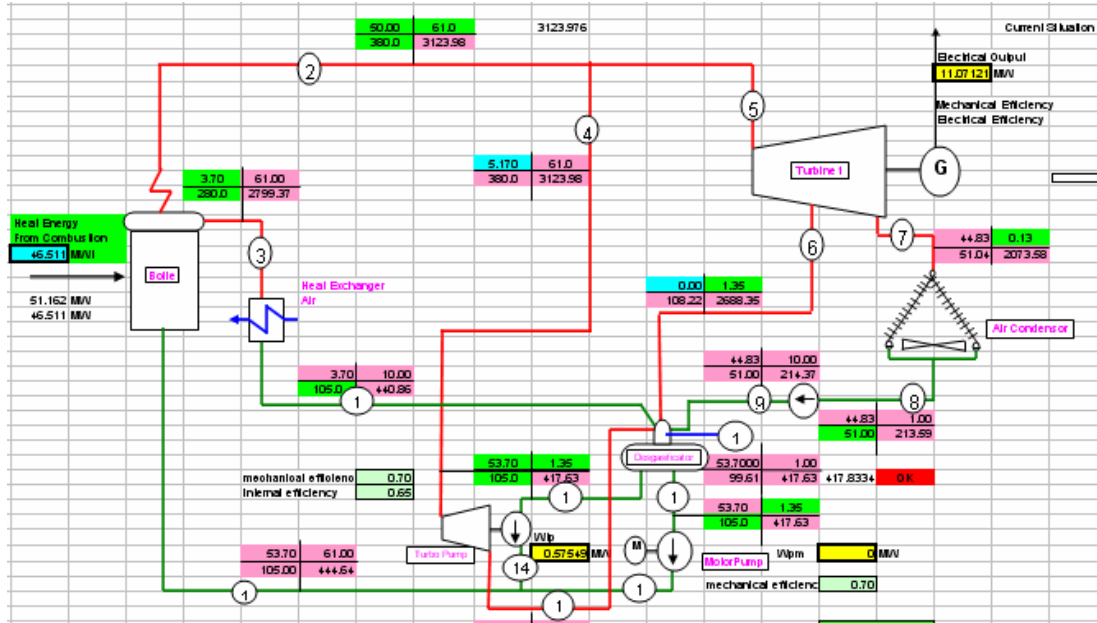 50.00 61.0 3123.976
380.0 3123.98
Current Situation
Electrical Output
11.07121 MW
Mechanical Efficiency
Electrical Efficiency
2
5
4
5.170 61.0
380.0 3123.98
Turbine 1
G
3.70 61.00
280.0 2799.37
Heat Energy
From Combustion
46.511 MWt
51.162 MW
46.511 MW
Boile
3
6
7
44.83 0.13
51.04 2073.58
Heat Exchanger
Air
0.00 1.35
108.22 2688.35
Air Condensor
3.70 10.00
105.0 440.86
1
44.83 10.00
51.00 214.37
9
8
44.83 1.00
51.00 213.59
1
Desgasificator
mechanical efficienc 0.70
Internal efficiency 0.65
53.70 1.35
105.0 417.63
53.7000 1.00
99.61 417.63 417.8334 0K
1
1
53.70 1.35
105.0 417.63
Turbo Pump
Wtp
0.57549 MW
M
MotorPump
Wpm 0 MW
mechanical efficienc 0.70
53.70 61.00
105.00 444.64
14
1
1
1